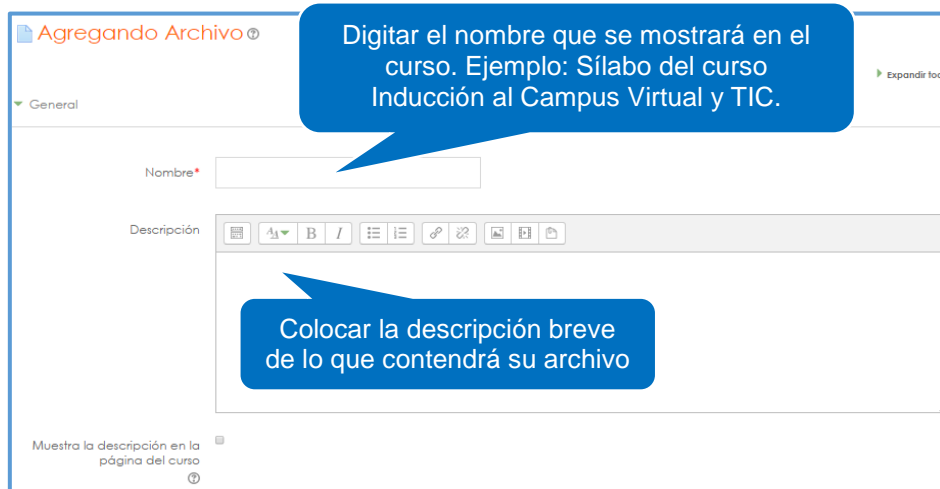 Agregando Archivo
Digitar el nombre que se mostrará en el
curso. Ejemplo: Sílabo del curso
Inducción al Campus Virtual y TIC.
Expandir
General
Nombre*
Descripción
Colocar la descripción breve
de lo que contendrá su archivo
Muestra la descripción en la
página del curso